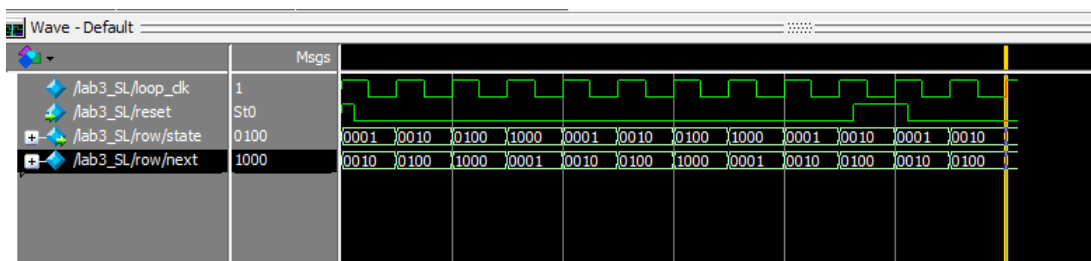 Wave - Default
Msgs
/lab3_SL/loop_clk 1
/lab3_SL/reset St0
/lab3_SL/row/state 0100 0001 0010 0100 1000 0001 0010 0100 1000 0001 0010 0001 0010
/lab3_SL/row/next 1000 0010 0100 1000 0001 0010 0100 1000 0001 0010 0100 0010 0100